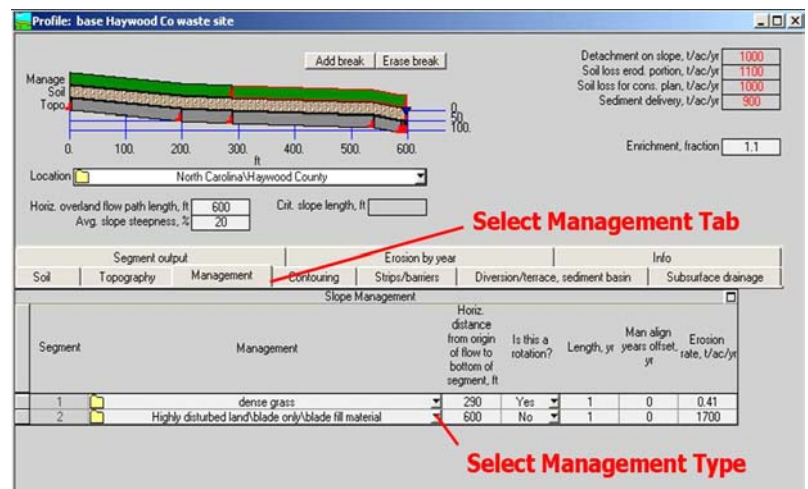 Profile: base Haywood Co waste site
Add break Erase break
Detachment on slope, t/ac/yr 1000
Soil loss erod. portion, t/ac/yr 1100
Soil loss for cons. plan, t/ac/yr 1000
Sediment delivery, t/ac/yr 900
Manage
Soil
Topo.
0.
50.
100.
0. 100. 200. 300. 400. 500. 600.
ft
Enrichment, fraction 1.1
Location North Carolina\Haywood County
Horiz. overland flow path length, ft 600 Crit. slope length, ft
Avg. slope steepness, % 20
Select Management Tab
Segment output Erosion by year Info
Soil Topography Management Contouring Strips/barriers Diversion/terrace, sediment basin Subsurface drainage
Slope Management
Segment
Management
Horiz.
distance
from origin
of flow to
bottom of
segment, ft
Is this a
rotation?
Length, yr
Man align
years offset,
yr
Erosion
rate, t/ac/yr
1 dense grass 290 Yes 1 0 0.41
2 Highly disturbed land\blade only\blade fill material 600 No 1 0 1700
Select Management Type